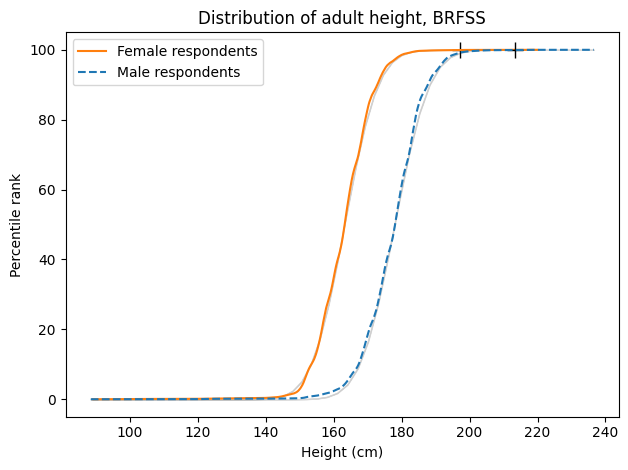 Distribution of adult height, BRFSS
Female respondents
Male respondents
100
80
60
40
20
0
Percentile rank
100 120 140 160 180 200 220 240
Height (cm)